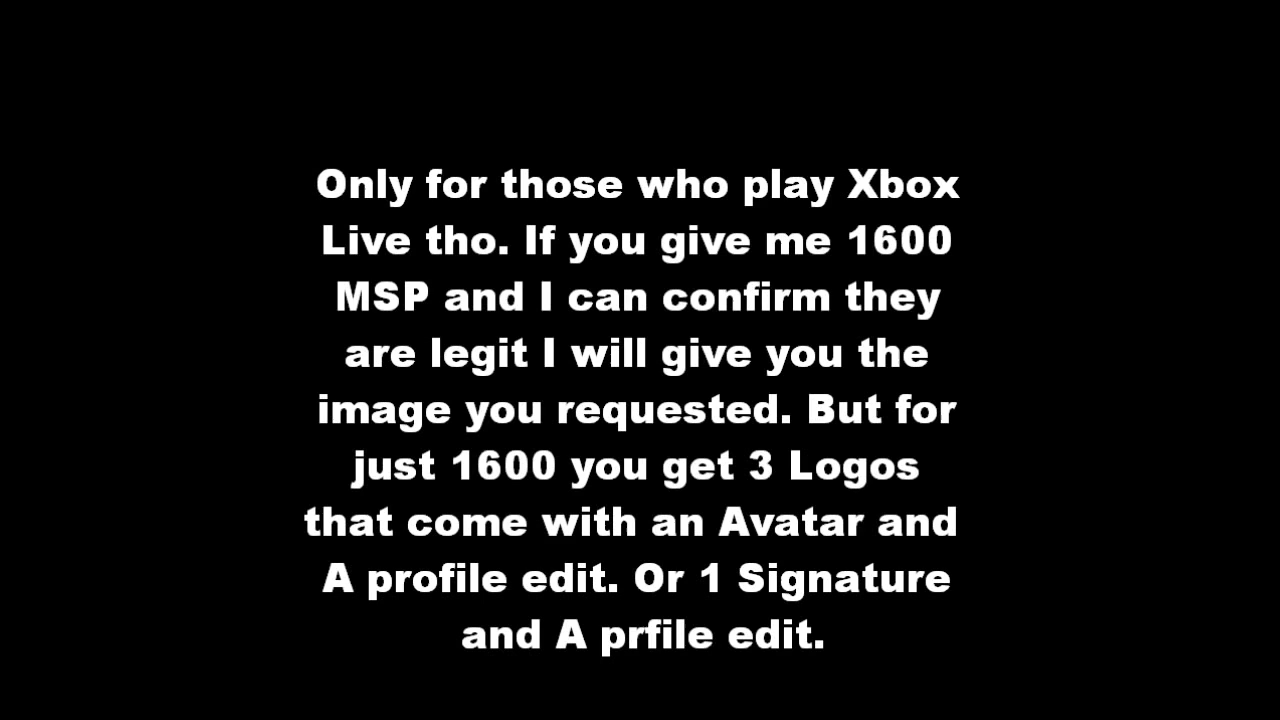 Only for those who play Xbox
Live tho. If you give me 1600
MSP and I can confirm they
are legit I will give you the
image you requested. But for
just 1600 you get 3 Logos
that come with an Avatar and
A profile edit. Or 1 Signature
and A prfile edit.